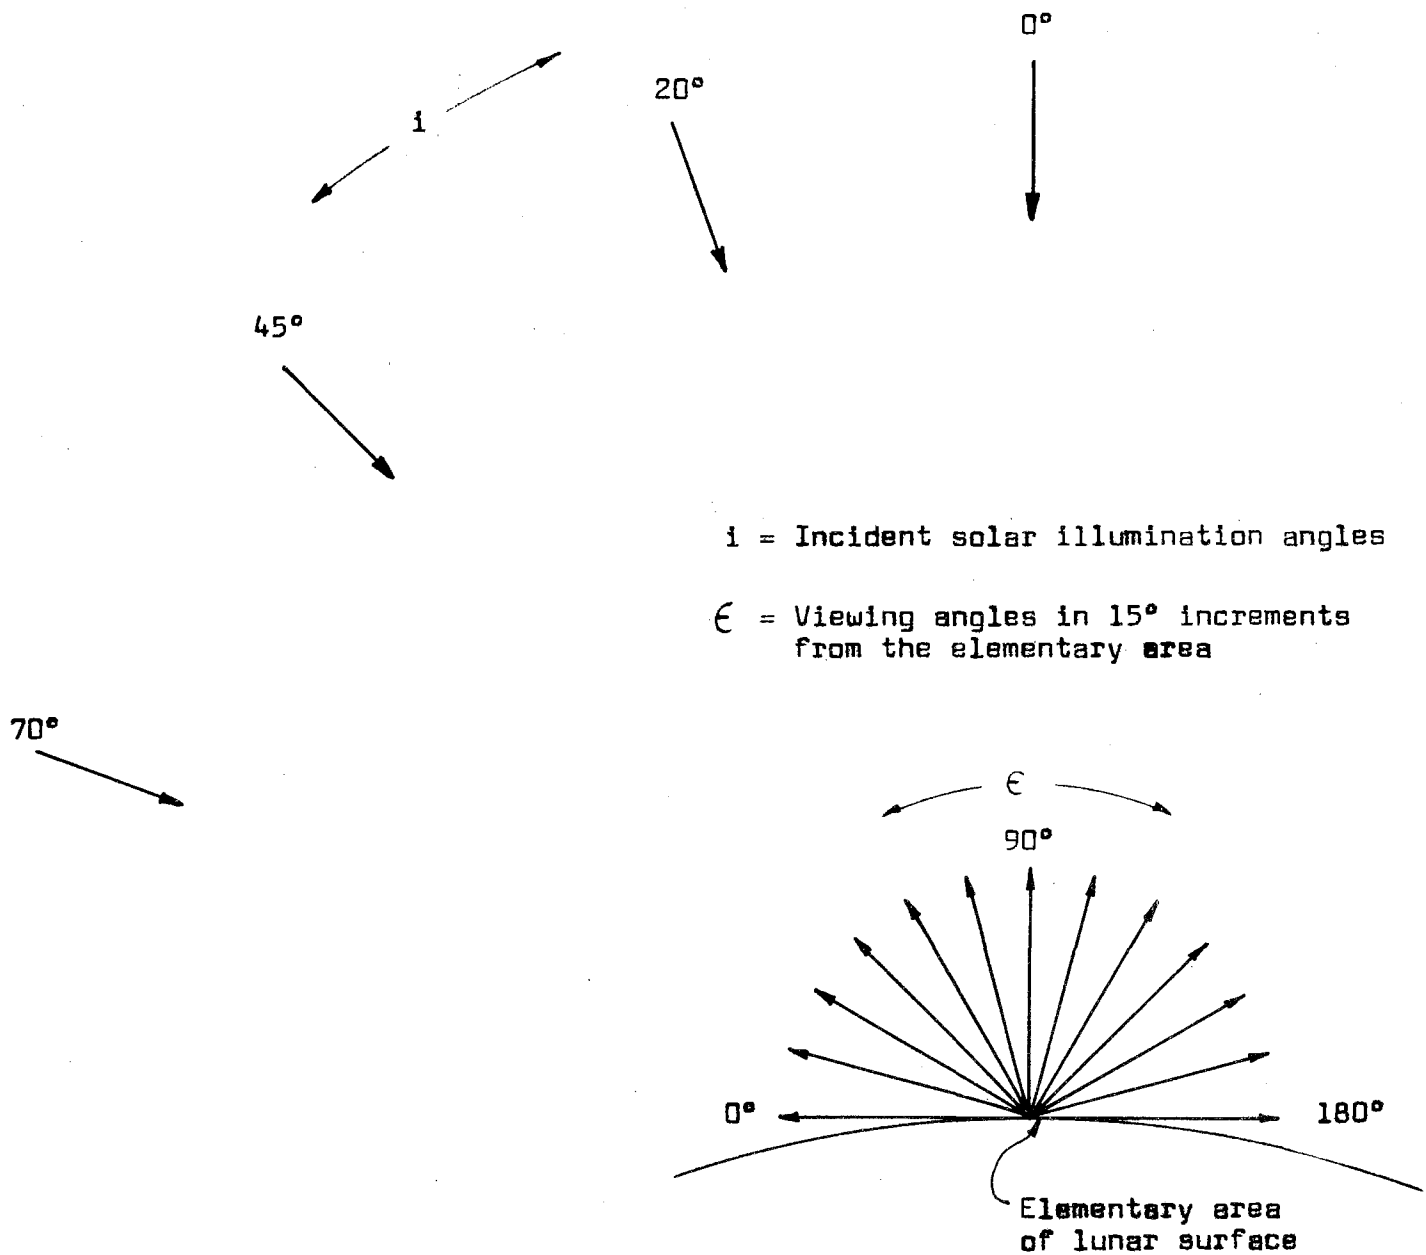 0°
20°
i
45°
i = Incident solar illumination angles
ϵ = Viewing angles in 15° increments
from the elementary area
70°
ϵ
90°
0°
180°
Elementary area
of lunar surface